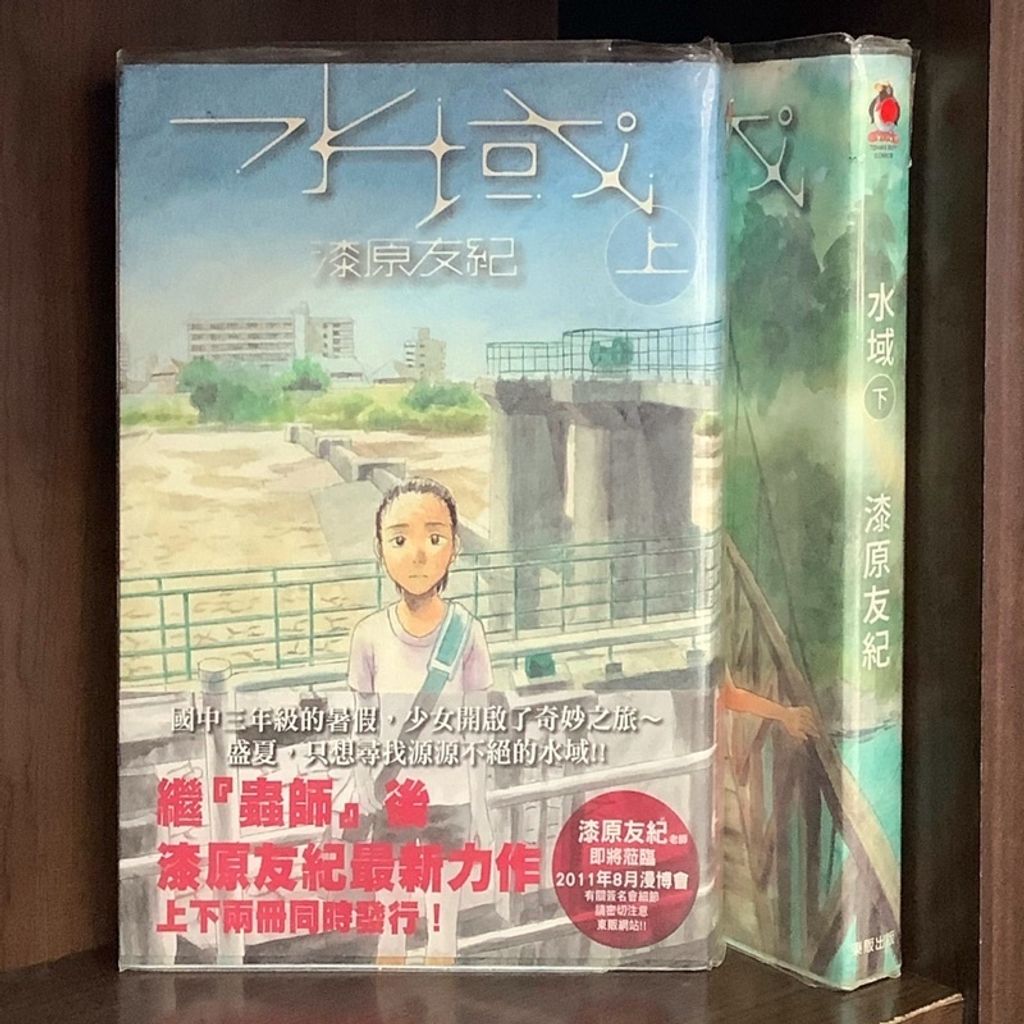 水域
上
漆原友紀
國中三年級的暑假，少女開啟了奇妙之旅～
盛夏，只想尋找源源不絕的水域!!
繼『蟲師』後
漆原友紀最新力作
上下兩冊同時發行！
漆原友紀老師
即將蒞臨
2011年8月漫博會
有關簽名會細節
請密切注意
東販網站!!
水域
下
漆原友紀
東販出版